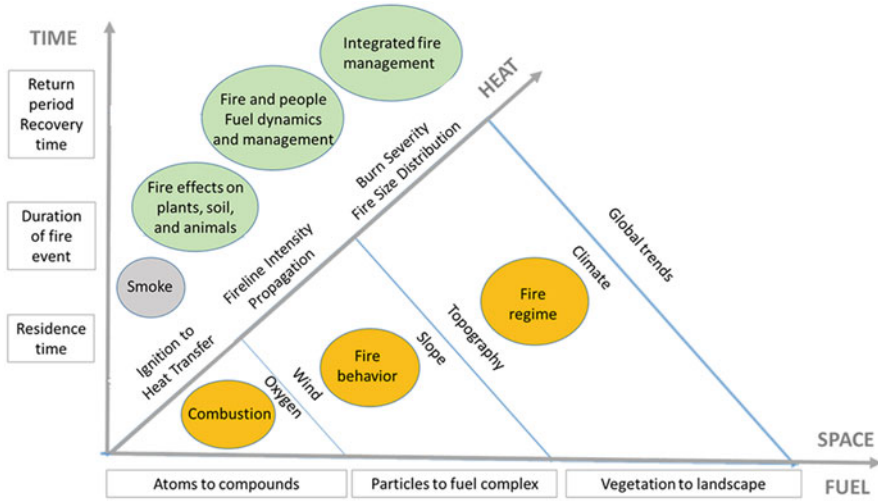 TIME
Return
period
Recovery
time
Duration
of fire
event
Residence
time
Integrated fire
management
Fire and people
Fuel dynamics
and management
Fire effects on
plants, soil,
and animals
Smoke
HEAT
Burn Severity
Fire Size Distribution
Fireline Intensity
Propagation
Ignition to
Heat Transfer
Combustion
Oxygen
Wind
Fire
behavior
Slope
Topography
Fire
regime
Climate
Global trends
SPACE
FUEL
Atoms to compounds
Particles to fuel complex
Vegetation to landscape